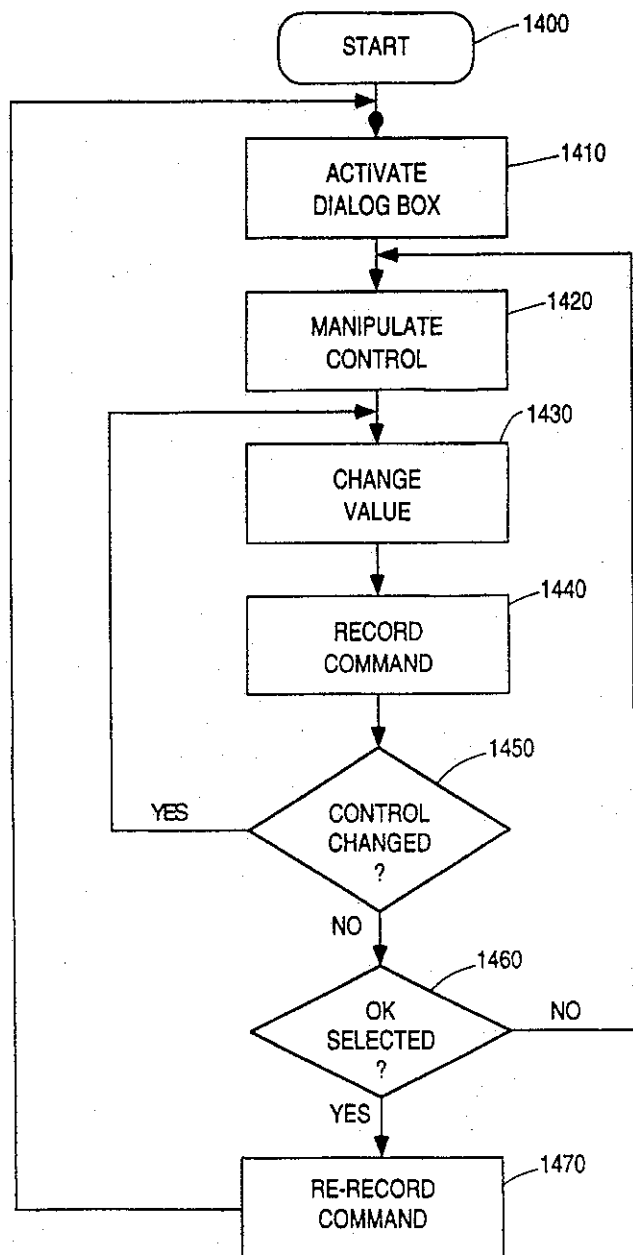 START
1400
ACTIVATE
DIALOG BOX
1410
MANIPULATE
CONTROL
1420
CHANGE
VALUE
1430
RECORD
COMMAND
1440
CONTROL
CHANGED
?
1450
YES
NO
OK
SELECTED
?
1460
NO
YES
RE-RECORD
COMMAND
1470